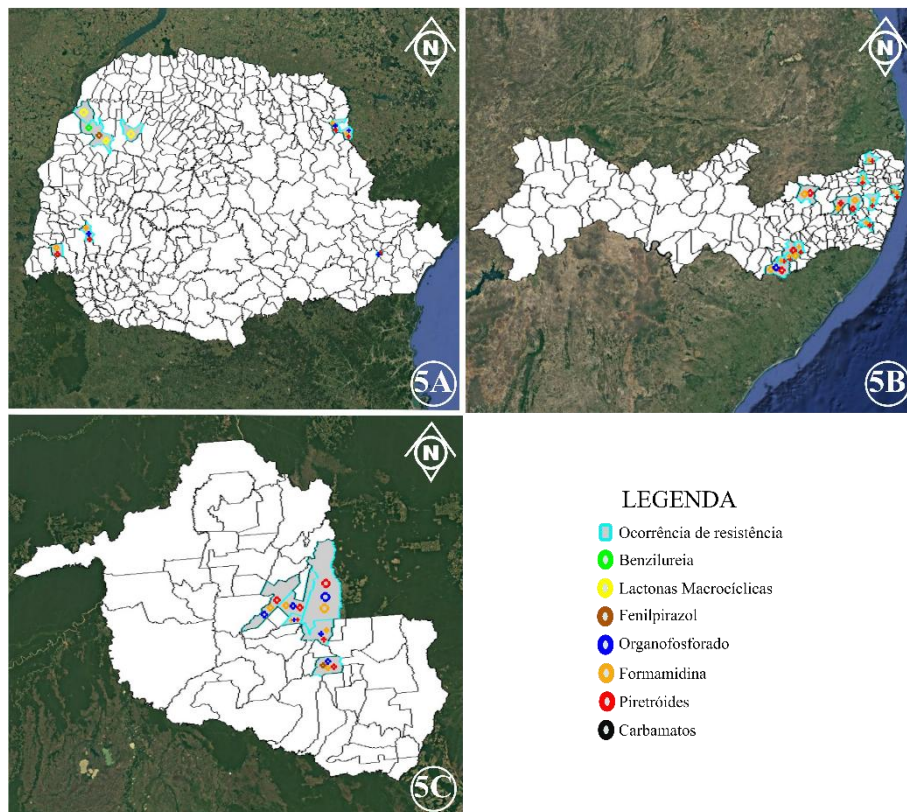 N
N
5A
5B
N
5C
LEGENDA
Ocorrência de resistência
Benzilureia
Lactonas Macrocíclicas
Fenilpirazol
Organofosforado
Formamidina
Piretróides
Carbamatos